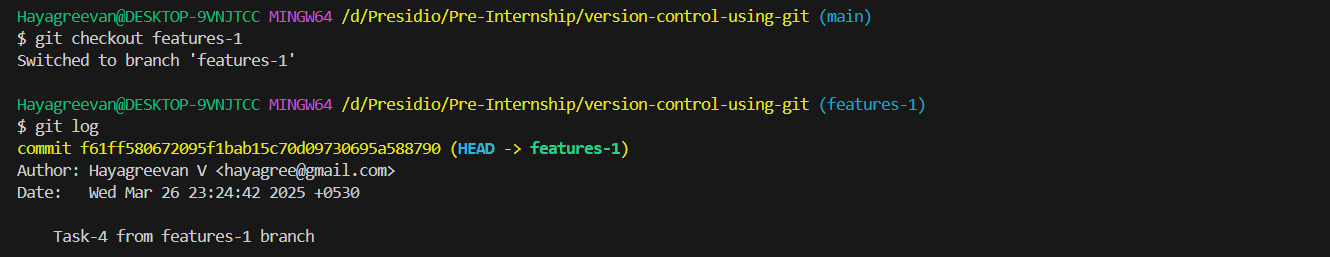 Hayagreevan@DESKTOP-9VNJTCC MINGW64 /d/Presidio/Pre-Internship/version-control-using-git (main)
$ git checkout features-1
Switched to branch 'features-1'
Hayagreevan@DESKTOP-9VNJTCC MINGW64 /d/Presidio/Pre-Internship/version-control-using-git (features-1)
$ git log
commit f61ff580672095f1bab15c70d09730695a588790 (HEAD -> features-1)
Author: Hayagreevan V <hayagree@gmail.com>
Date:   Wed Mar 26 23:24:42 2025 +0530
    Task-4 from features-1 branch